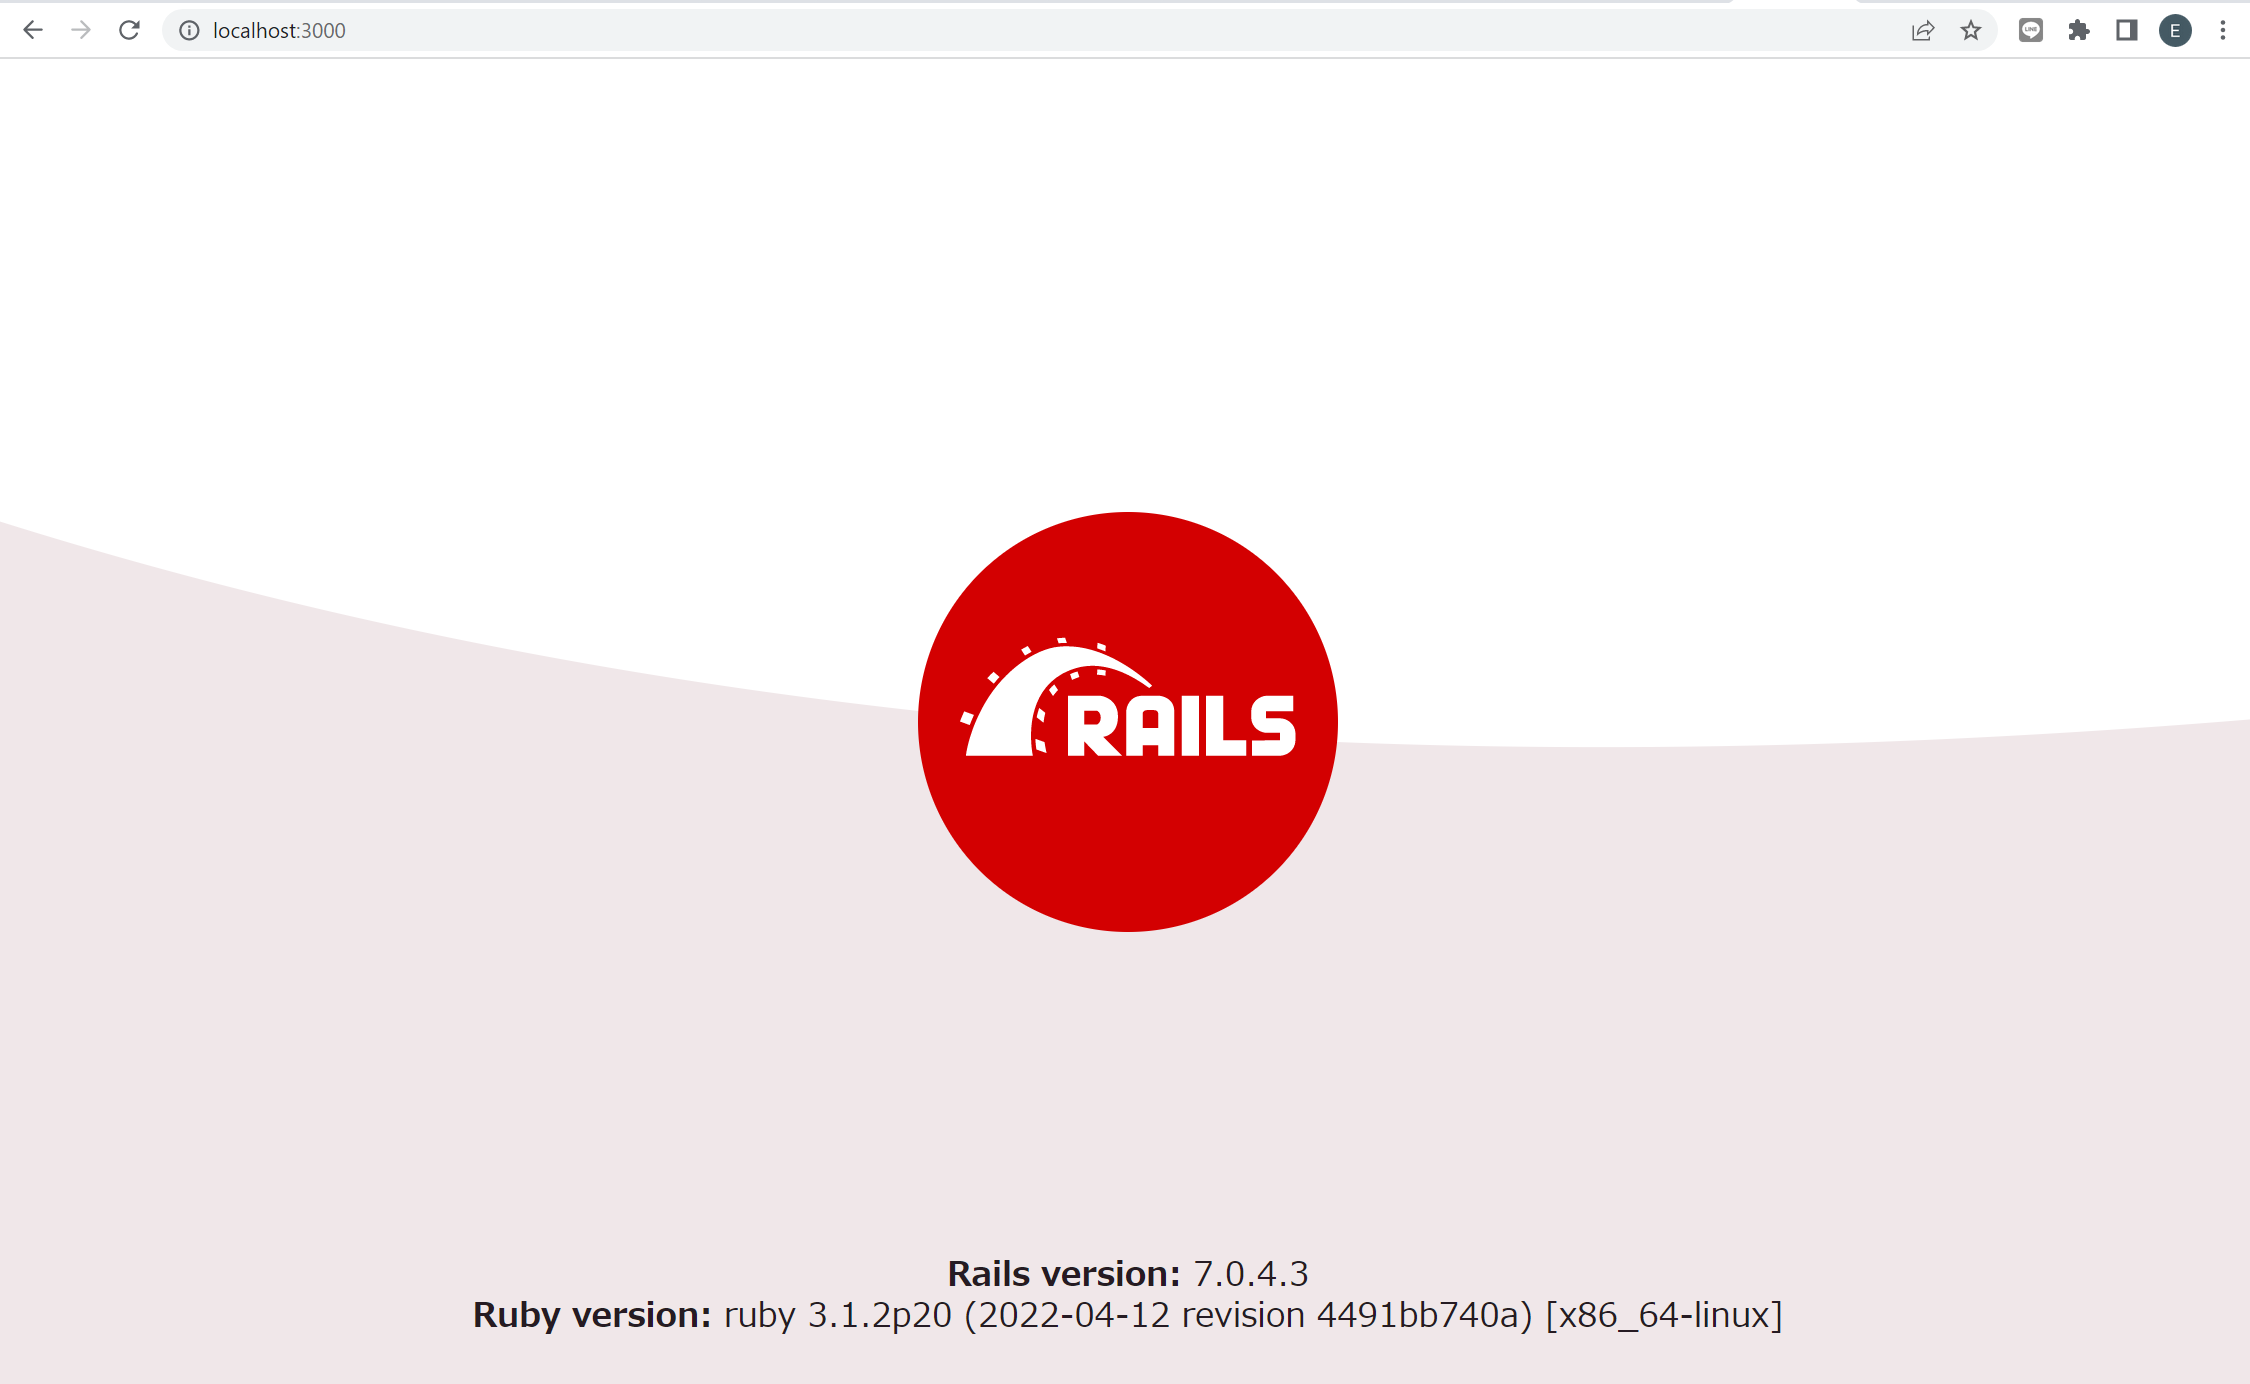 localhost:3000
LINE
E
RAILS
Rails version: 7.0.4.3
Ruby version: ruby 3.1.2p20 (2022-04-12 revision 4491bb740a) [x86_64-linux]